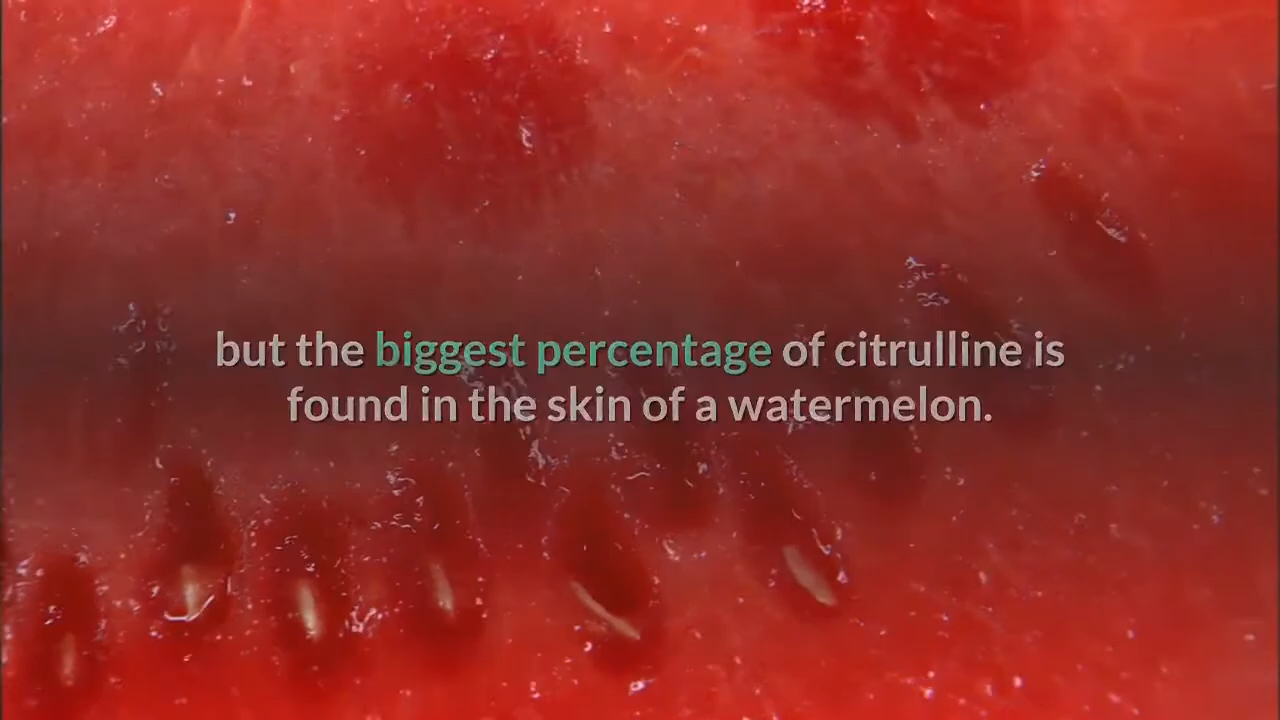 but the biggest percentage of citrulline is
found in the skin of a watermelon.